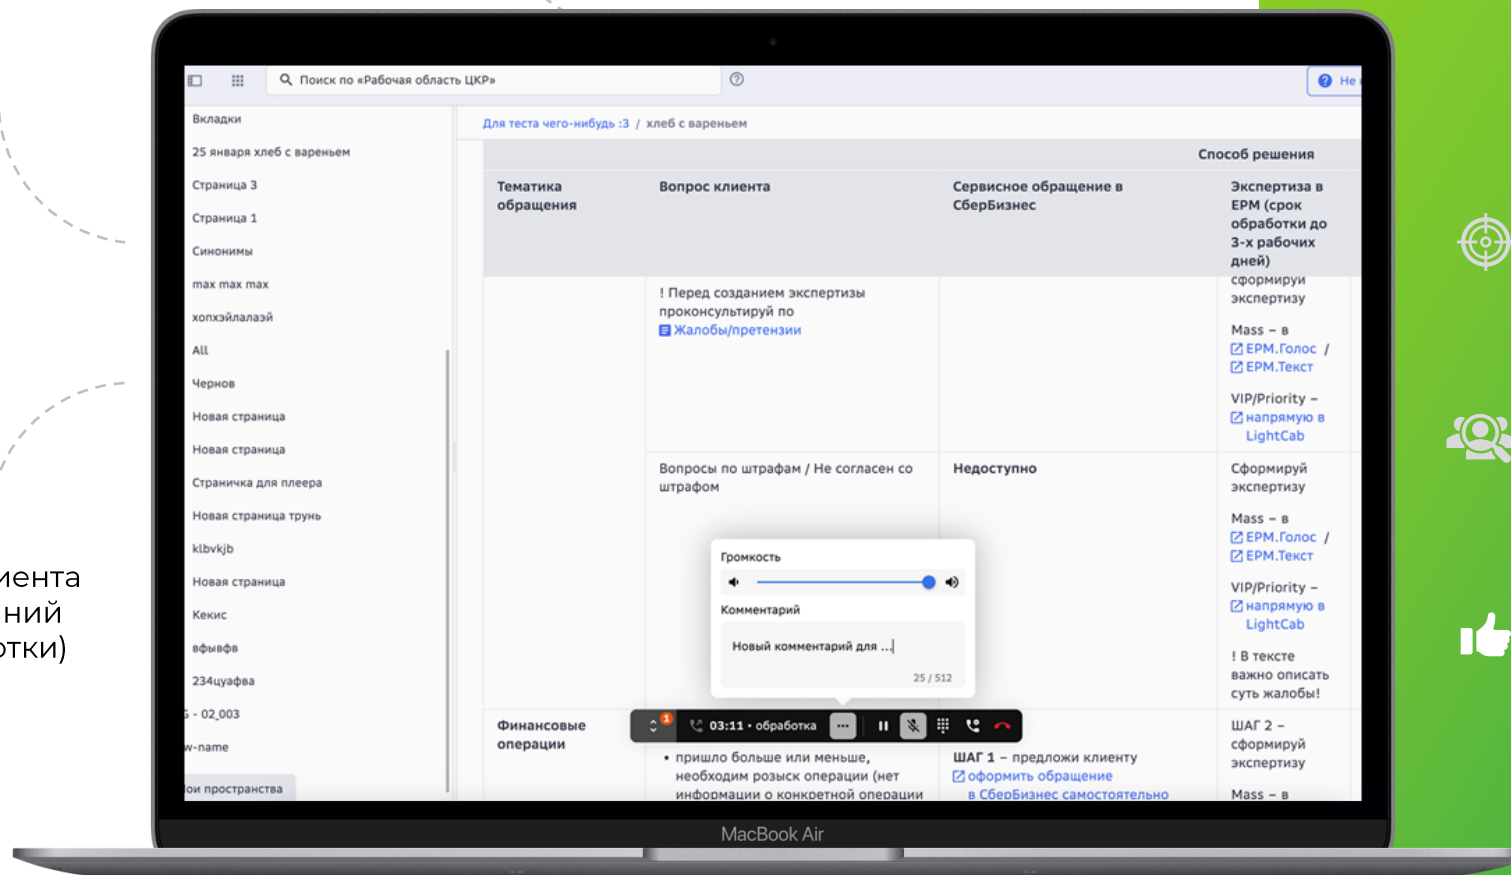 Поиск по «Рабочая область ЦКР»
Не
Вкладки
25 января хлеб с вареньем
Страница 3
Страница 1
Синонимы
max max max
хопхэйлалаэй
All
Чернов
Новая страница
Новая страница
Страничка для плеера
Новая страница трунь
klbvkjb
Новая страница
Кекис
вфывфв
234цуафва
- 02_003
w-name
ои пространства
Для теста чего-нибудь :3 / хлеб с вареньем
Способ решения
Тематика
обращения
Вопрос клиента
Сервисное обращение в
СберБизнес
Экспертиза в
ЕРМ (срок
обработки до
3-х рабочих
дней)
! Перед созданием экспертизы
проконсультируй по
Жалобы/претензии
сформируй
экспертизу
Mass – в
ЕРМ.Голос /
ЕРМ.Текст
VIP/Priority –
напрямую в
LightCab
Вопросы по штрафам / Не согласен со
штрафом
Недоступно
Сформируй
экспертизу
Mass – в
ЕРМ.Голос /
ЕРМ.Текст
VIP/Priority –
напрямую в
LightCab
! В тексте
важно описать
суть жалобы!
Громкость
Комментарий
Новый комментарий для ...
25 / 512
1
03:11 • обработка
Финансовые
операции
• пришло больше или меньше,
необходим розыск операции (нет
информации о конкретной операции
ШАГ 1 – предложи клиенту
оформить обращение
в СберБизнес самостоятельно
ШАГ 2 –
сформируй
экспертизу
Mass – в
MacBook Air
иента
ний
отки)